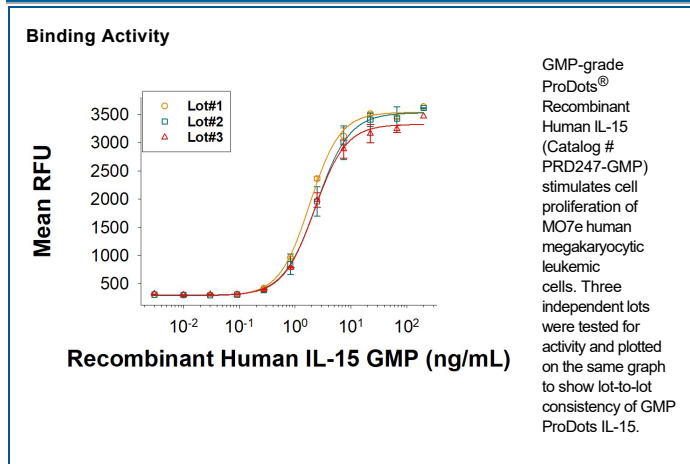 Binding Activity
Lot#1
Lot#2
Lot#3
3500
3000
2500
2000
1500
1000
500
Mean RFU
10⁻² 10⁻¹ 10⁰ 10¹ 10²
Recombinant Human IL-15 GMP (ng/mL)
GMP-grade
ProDots®
Recombinant
Human IL-15
(Catalog #
PRD247-GMP)
stimulates cell
proliferation of
MO7e human
megakaryocytic
leukemic
cells. Three
independent lots
were tested for
activity and plotted
on the same graph
to show lot-to-lot
consistency of GMP
ProDots IL-15.